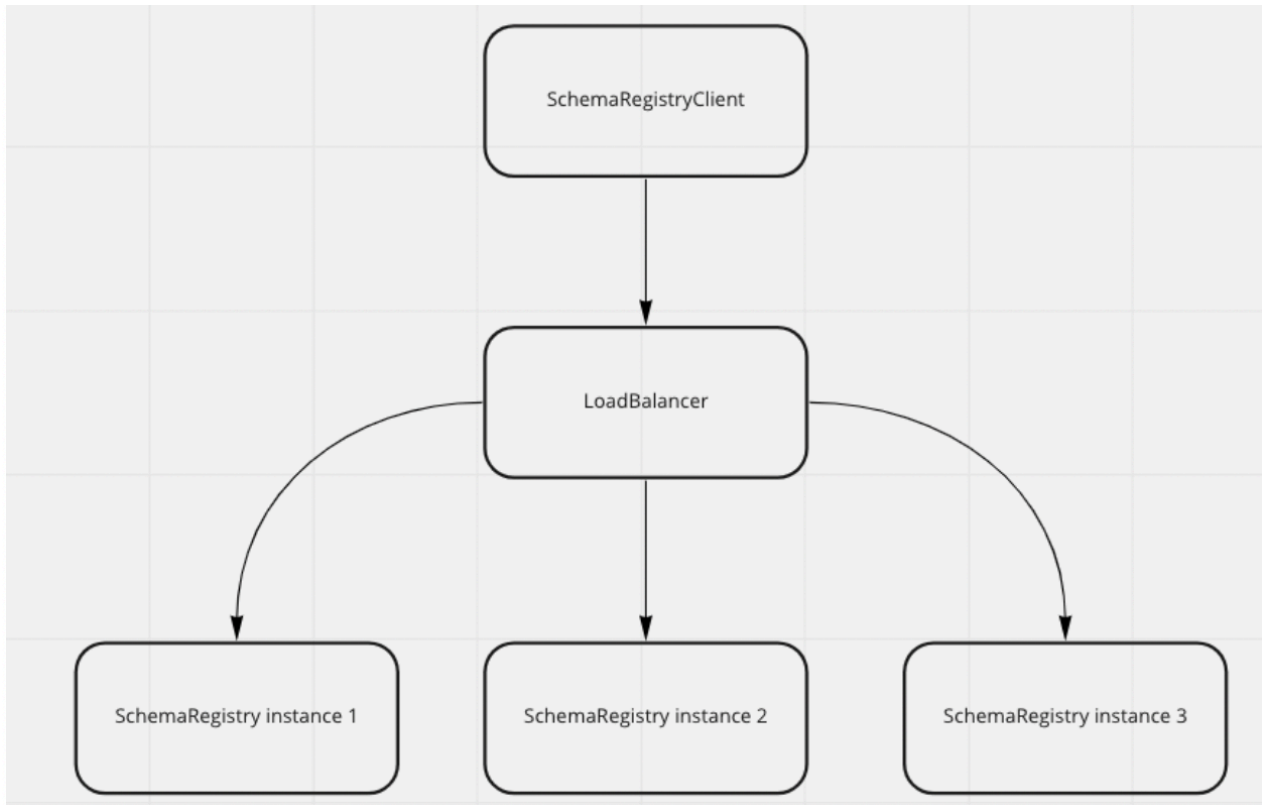 SchemaRegistryClient
LoadBalancer
SchemaRegistry instance 1
SchemaRegistry instance 2
SchemaRegistry instance 3